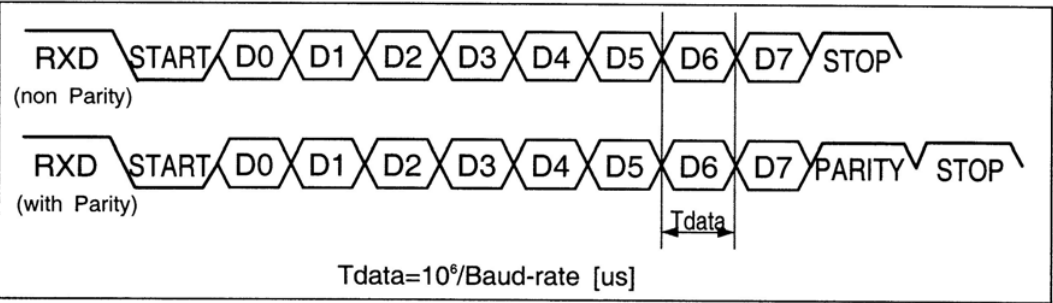 RXD START D0 D1 D2 D3 D4 D5 D6 D7 STOP
(non Parity)
RXD START D0 D1 D2 D3 D4 D5 D6 D7 PARITY STOP
(with Parity)
Tdata
Tdata=10⁶/Baud-rate [us]